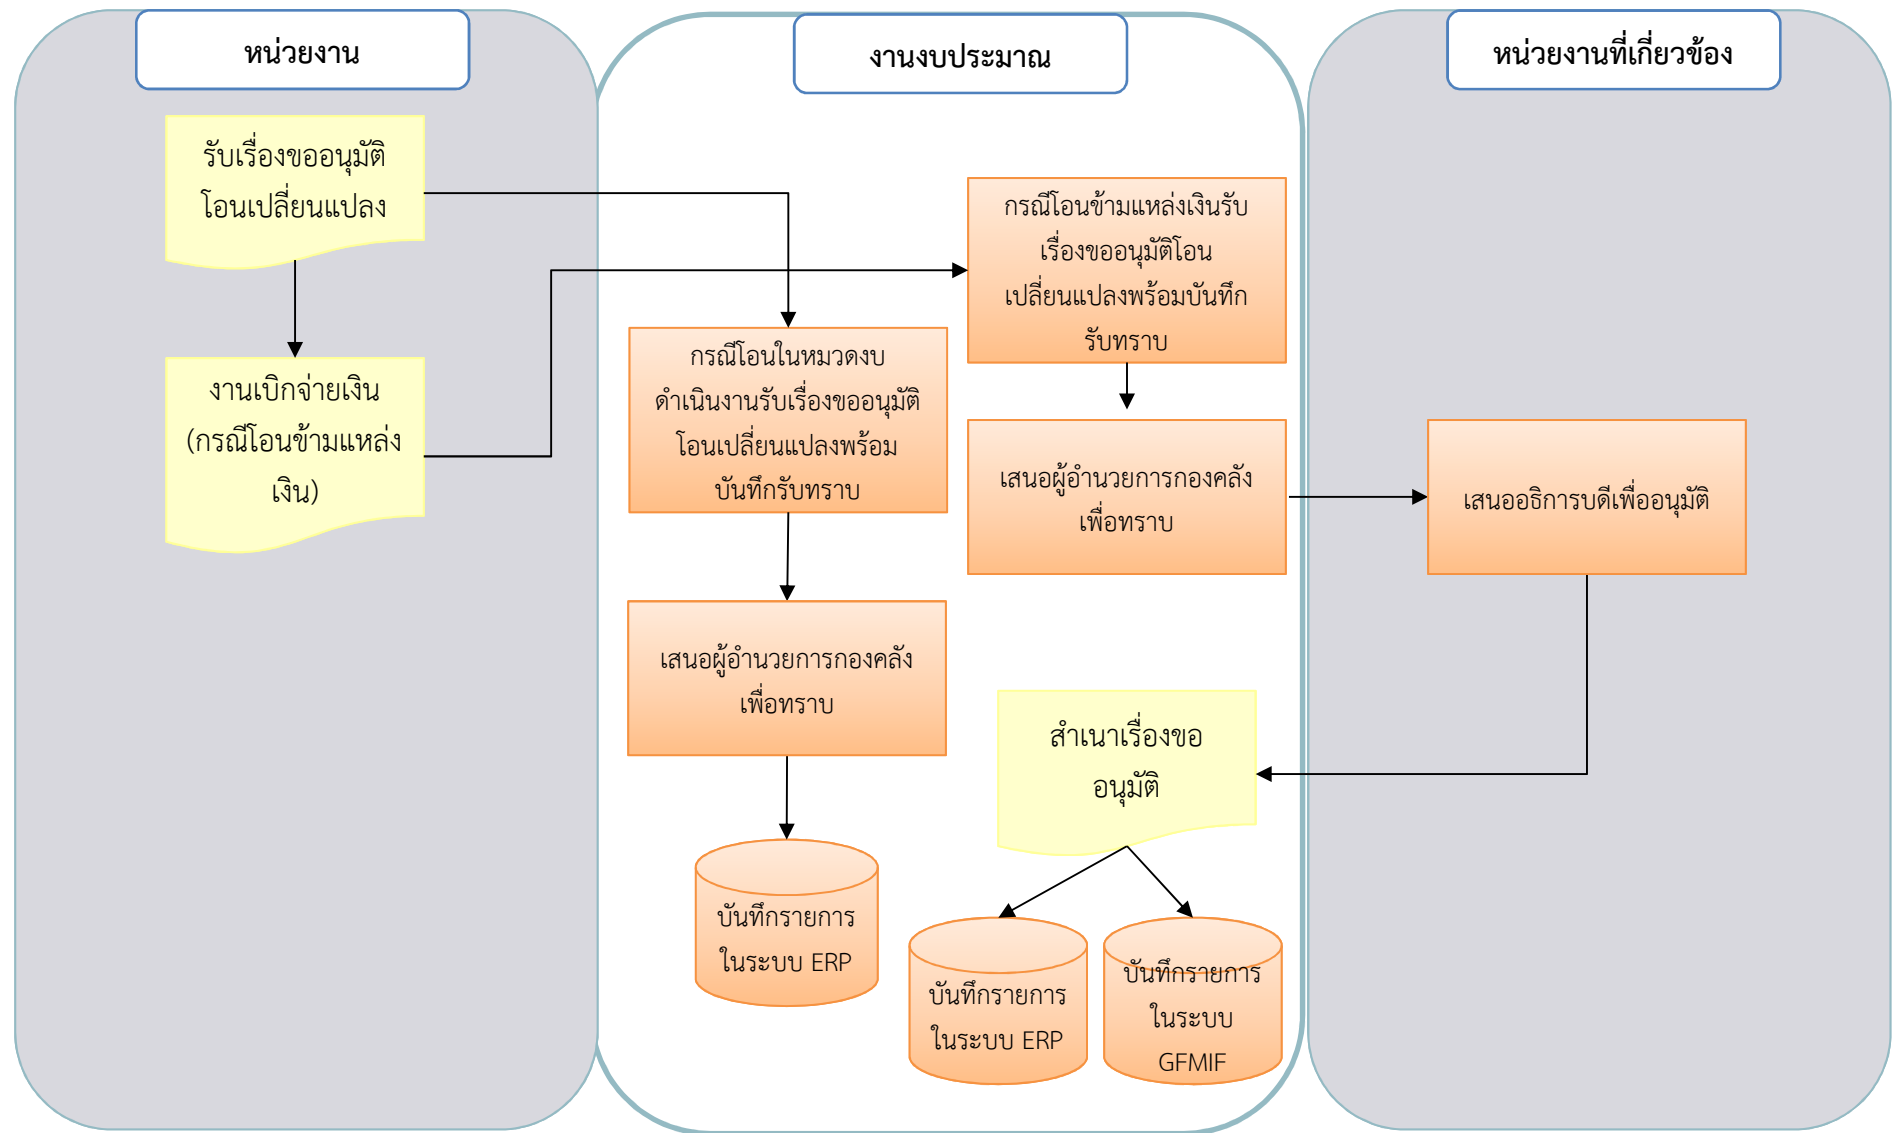 หน่วยงาน
งานงบประมาณ
หน่วยงานที่เกี่ยวข้อง
รับเรื่องขออนุมัติ
โอนเปลี่ยนแปลง
งานเบิกจ่ายเงิน
(กรณีโอนข้ามแหล่ง
เงิน)
กรณีโอนในหมวดงบ
ดำเนินงานรับเรื่องขออนุมัติ
โอนเปลี่ยนแปลงพร้อม
บันทึกรับทราบ
เสนอผู้อำนวยการกองคลัง
เพื่อทราบ
บันทึกรายการ
ในระบบ ERP
กรณีโอนข้ามแหล่งเงินรับ
เรื่องขออนุมัติโอน
เปลี่ยนแปลงพร้อมบันทึก
รับทราบ
เสนอผู้อำนวยการกองคลัง
เพื่อทราบ
เสนออธิการบดีเพื่ออนุมัติ
สำเนาเรื่องขอ
อนุมัติ
บันทึกรายการ
ในระบบ ERP
บันทึกรายการ
ในระบบ
GFMIF